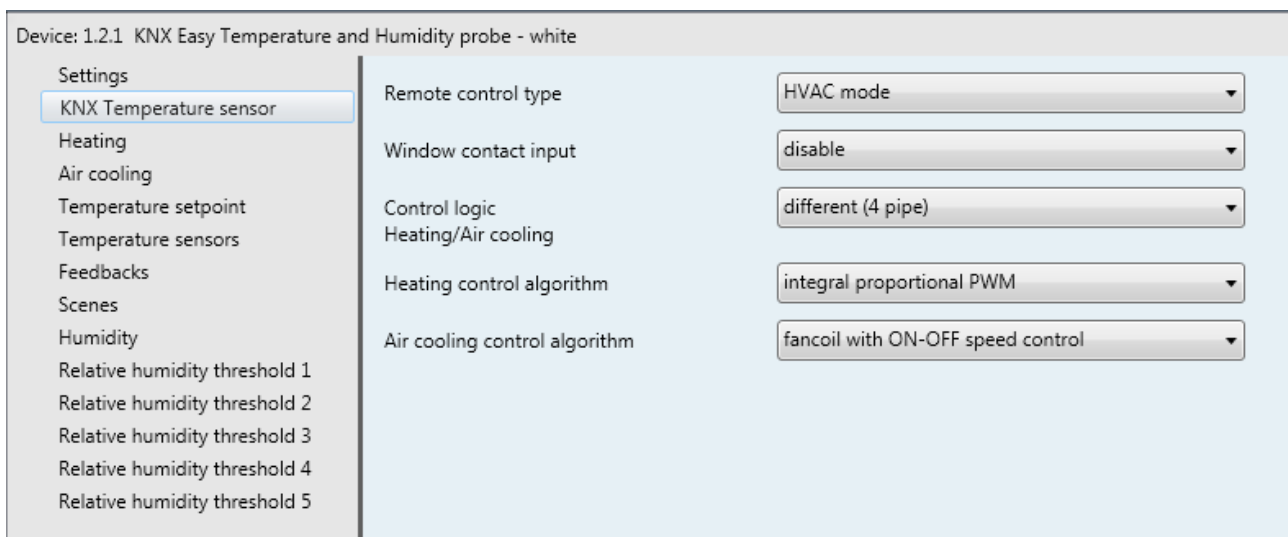 Device: 1.2.1 KNX Easy Temperature and Humidity probe - white
Settings
KNX Temperature sensor
Heating
Air cooling
Temperature setpoint
Temperature sensors
Feedbacks
Scenes
Humidity
Relative humidity threshold 1
Relative humidity threshold 2
Relative humidity threshold 3
Relative humidity threshold 4
Relative humidity threshold 5
Remote control type HVAC mode
Window contact input disable
Control logic different (4 pipe)
Heating/Air cooling
Heating control algorithm integral proportional PWM
Air cooling control algorithm fancoil with ON-OFF speed control